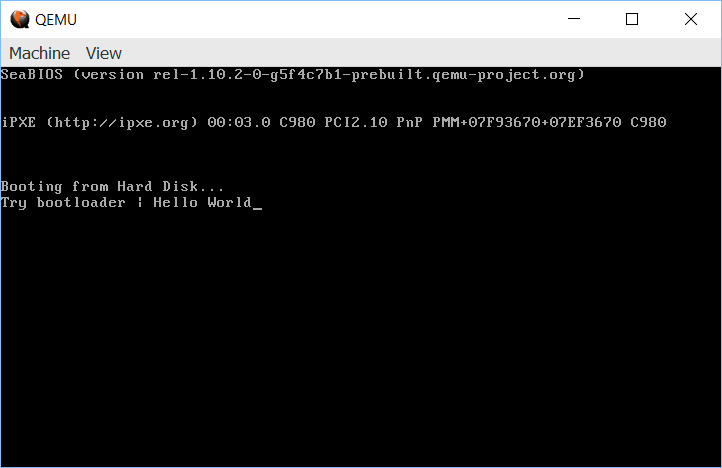 QEMU
Machine View
SeaBIOS (version rel-1.10.2-0-g5f4c7b1-prebuilt.qemu-project.org)
iPXE (http://ipxe.org) 00:03.0 C980 PCI2.10 PnP PMM+07F93670+07EF3670 C980
Booting from Hard Disk...
Try bootloader | Hello World_